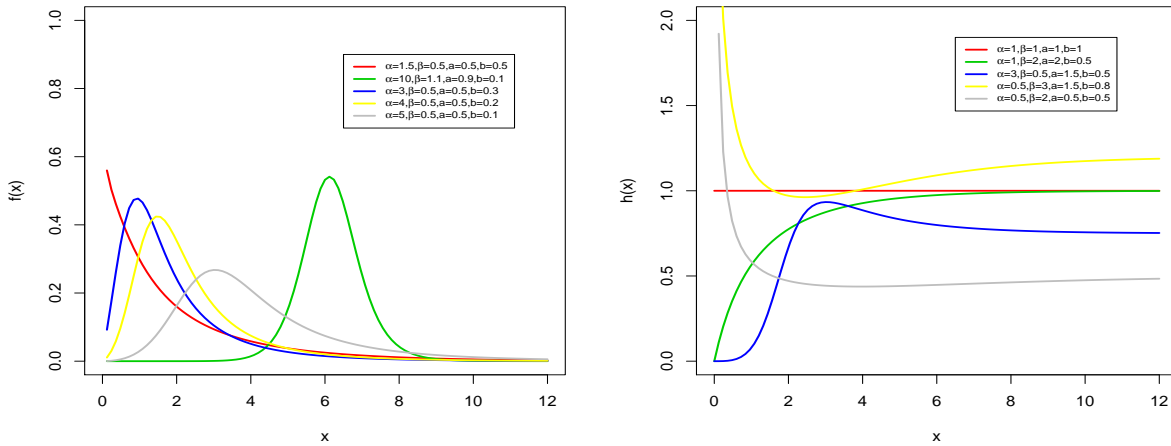 1.0
0.8
0.6
0.4
0.2
0.0
f(x)
α=1.5,β=0.5,a=0.5,b=0.5
α=10,β=1.1,a=0.9,b=0.1
α=3,β=0.5,a=0.5,b=0.3
α=4,β=0.5,a=0.5,b=0.2
α=5,β=0.5,a=0.5,b=0.1
0 2 4 6 8 10 12
x
2.0
1.5
1.0
0.5
0.0
h(x)
α=1,β=1,a=1,b=1
α=1,β=2,a=2,b=0.5
α=3,β=0.5,a=1.5,b=0.5
α=0.5,β=3,a=1.5,b=0.8
α=0.5,β=2,a=0.5,b=0.5
0 2 4 6 8 10 12
x